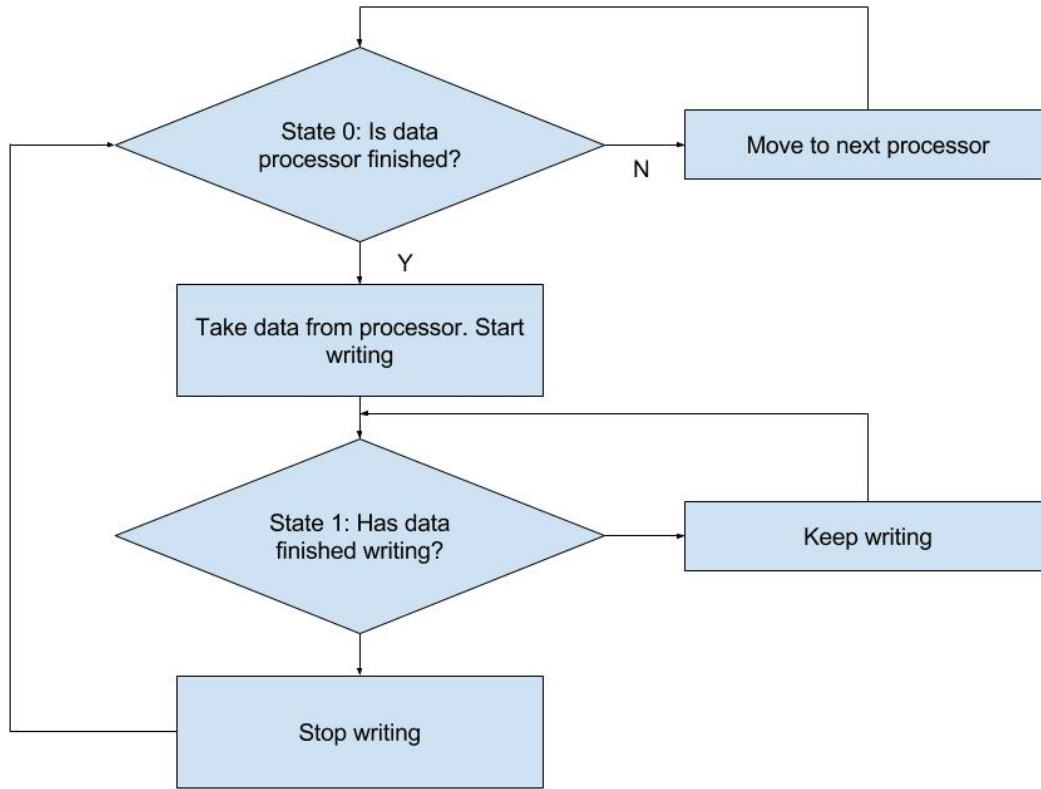 State 0: Is data
processor finished?
N
Move to next processor
Y
Take data from processor. Start
writing
State 1: Has data
finished writing?
Keep writing
Stop writing